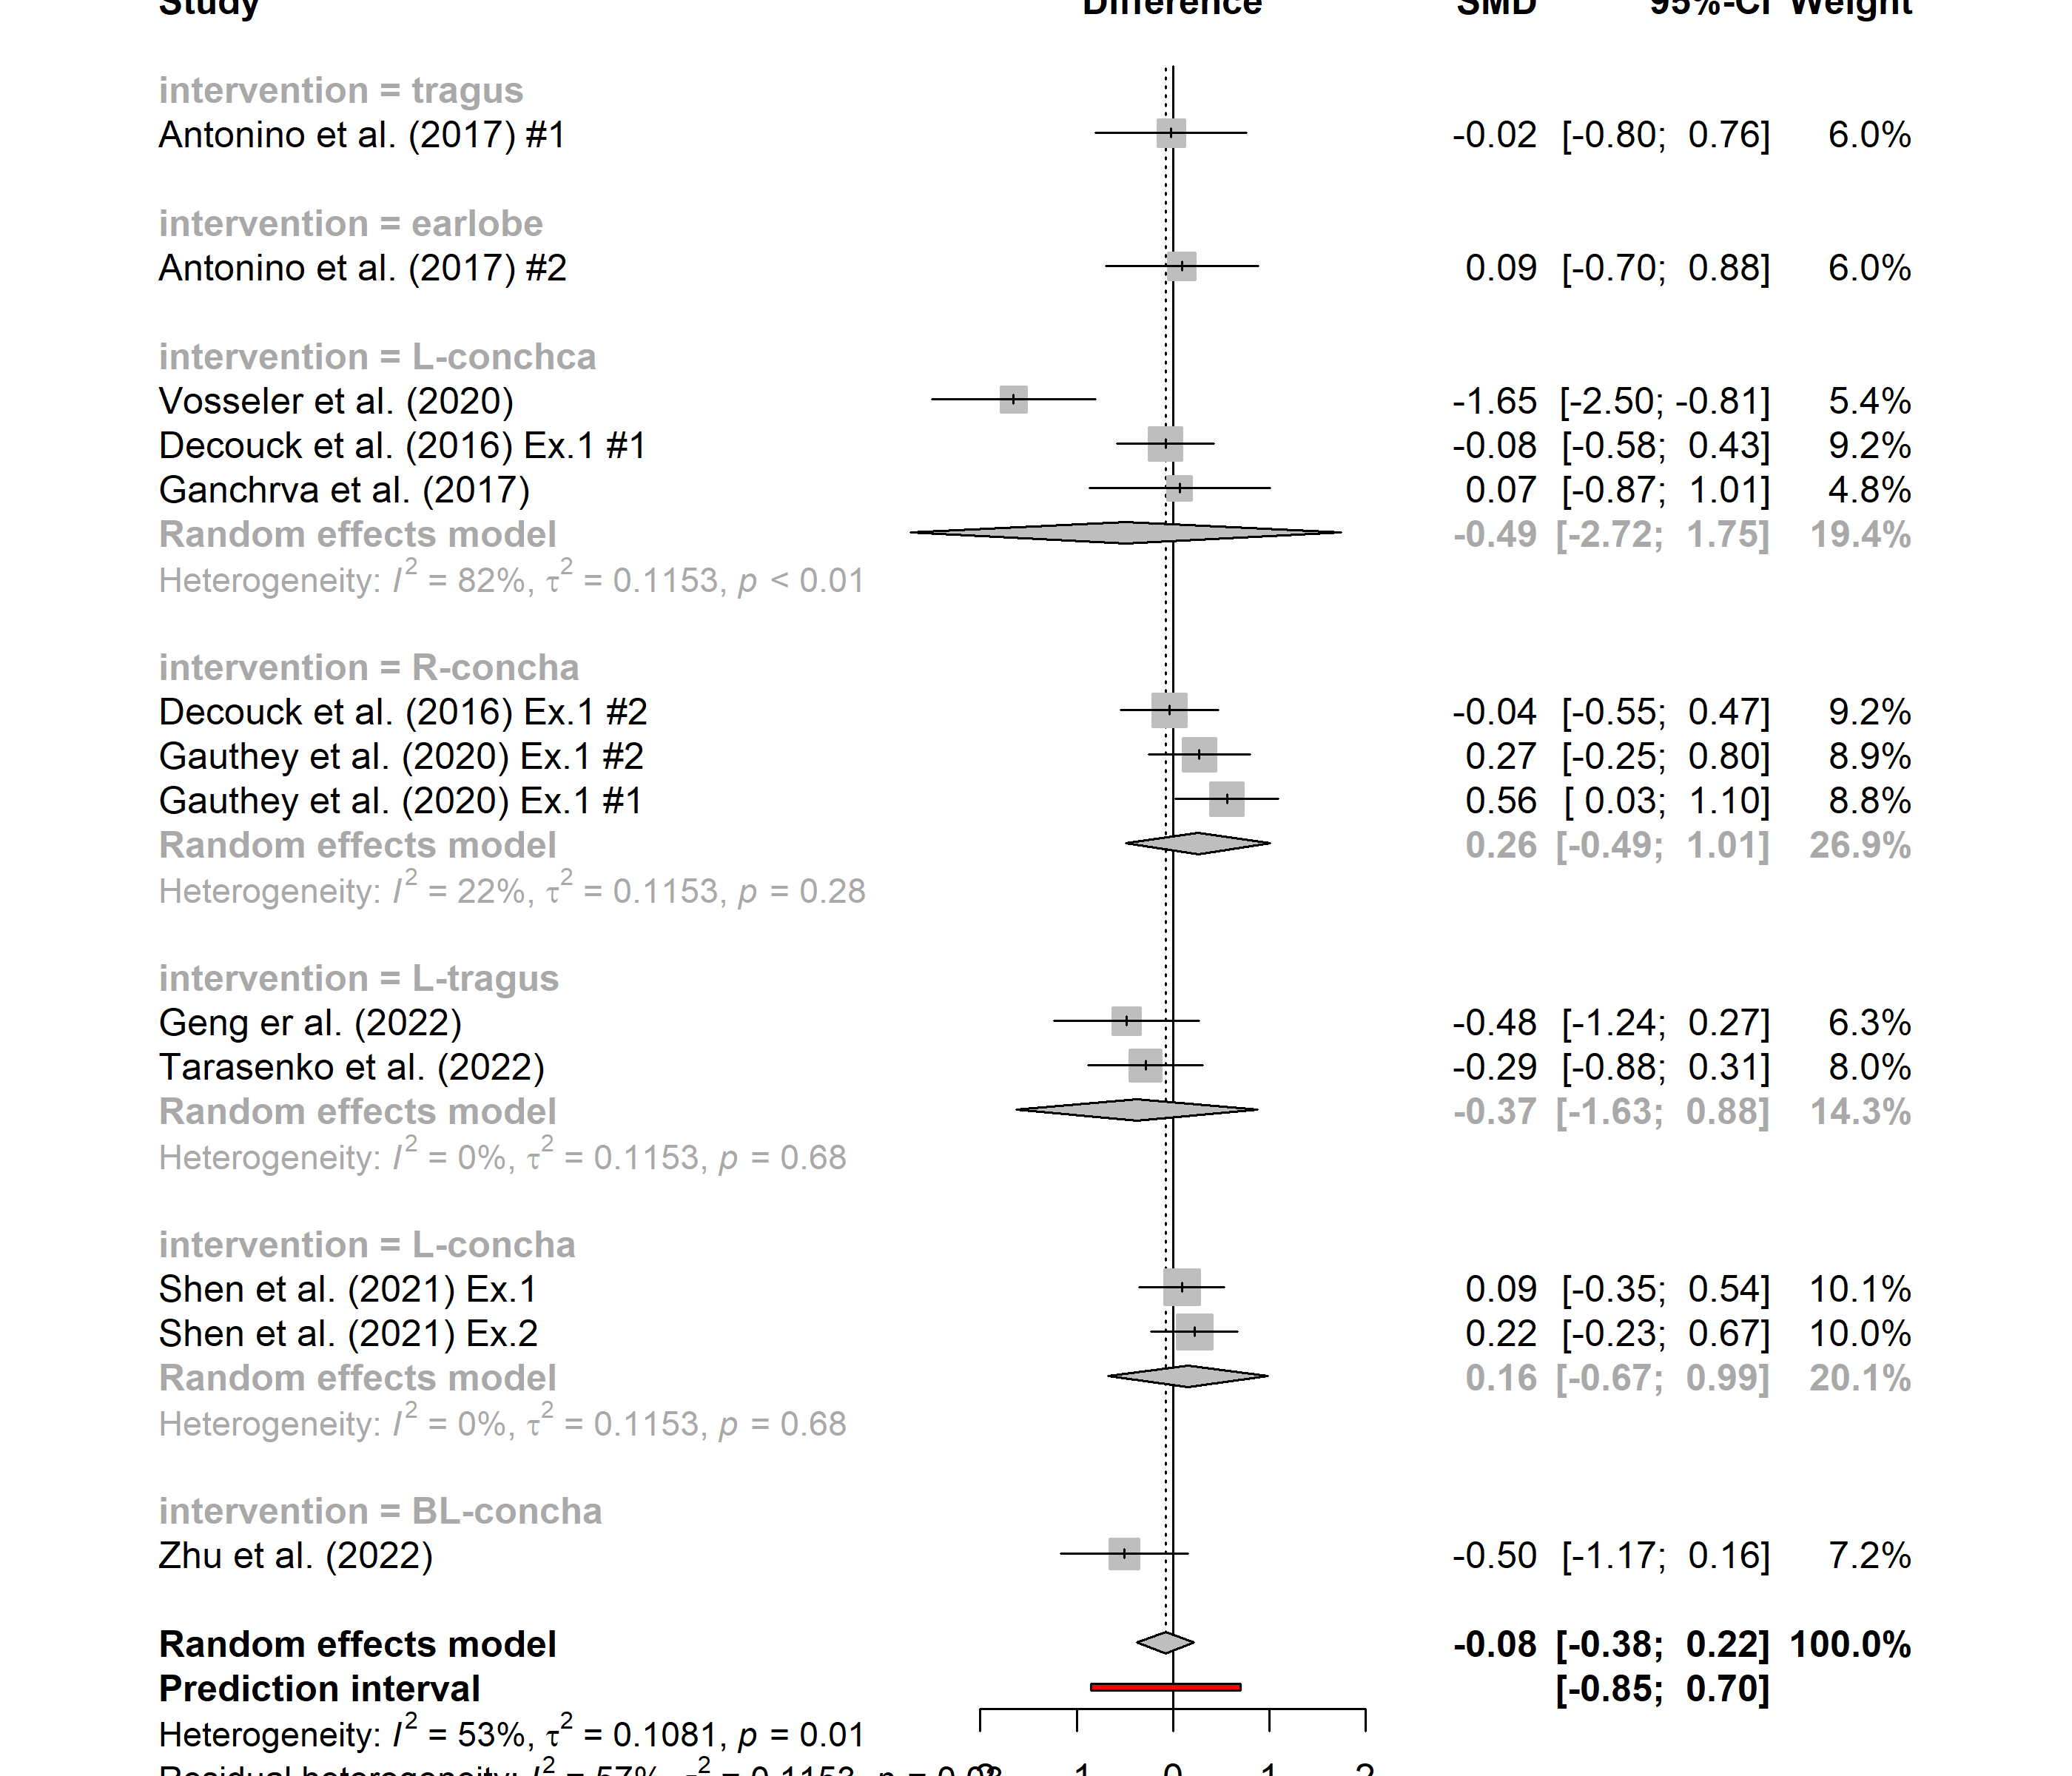 Study Difference SMD 95%-CI Weight
intervention = tragus
Antonino et al. (2017) #1 -0.02 [-0.80; 0.76] 6.0%
intervention = earlobe
Antonino et al. (2017) #2 0.09 [-0.70; 0.88] 6.0%
intervention = L-conchca
Vosseler et al. (2020) -1.65 [-2.50; -0.81] 5.4%
Decouck et al. (2016) Ex.1 #1 -0.08 [-0.58; 0.43] 9.2%
Ganchrva et al. (2017) 0.07 [-0.87; 1.01] 4.8%
Random effects model -0.49 [-2.72; 1.75] 19.4%
Heterogeneity: I² = 82%, τ² = 0.1153, p < 0.01
intervention = R-concha
Decouck et al. (2016) Ex.1 #2 -0.04 [-0.55; 0.47] 9.2%
Gauthey et al. (2020) Ex.1 #2 0.27 [-0.25; 0.80] 8.9%
Gauthey et al. (2020) Ex.1 #1 0.56 [ 0.03; 1.10] 8.8%
Random effects model 0.26 [-0.49; 1.01] 26.9%
Heterogeneity: I² = 22%, τ² = 0.1153, p = 0.28
intervention = L-tragus
Geng er al. (2022) -0.48 [-1.24; 0.27] 6.3%
Tarasenko et al. (2022) -0.29 [-0.88; 0.31] 8.0%
Random effects model -0.37 [-1.63; 0.88] 14.3%
Heterogeneity: I² = 0%, τ² = 0.1153, p = 0.68
intervention = L-concha
Shen et al. (2021) Ex.1 0.09 [-0.35; 0.54] 10.1%
Shen et al. (2021) Ex.2 0.22 [-0.23; 0.67] 10.0%
Random effects model 0.16 [-0.67; 0.99] 20.1%
Heterogeneity: I² = 0%, τ² = 0.1153, p = 0.68
intervention = BL-concha
Zhu et al. (2022) -0.50 [-1.17; 0.16] 7.2%
Random effects model -0.08 [-0.38; 0.22] 100.0%
Prediction interval [-0.85; 0.70]
Heterogeneity: I² = 53%, τ² = 0.1081, p = 0.01
Residual heterogeneity: I² = 57%, τ² = 0.1153, p